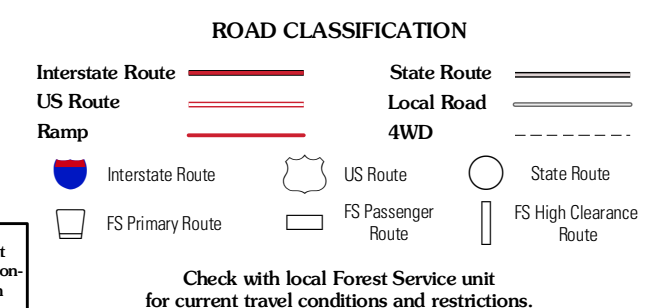 ROAD CLASSIFICATION
Interstate Route
State Route
US Route
Local Road
Ramp
4WD
Interstate Route
US Route
State Route
FS Primary Route
FS Passenger
Route
FS High Clearance
Route
t
on-
n
Check with local Forest Service unit
for current travel conditions and restrictions.